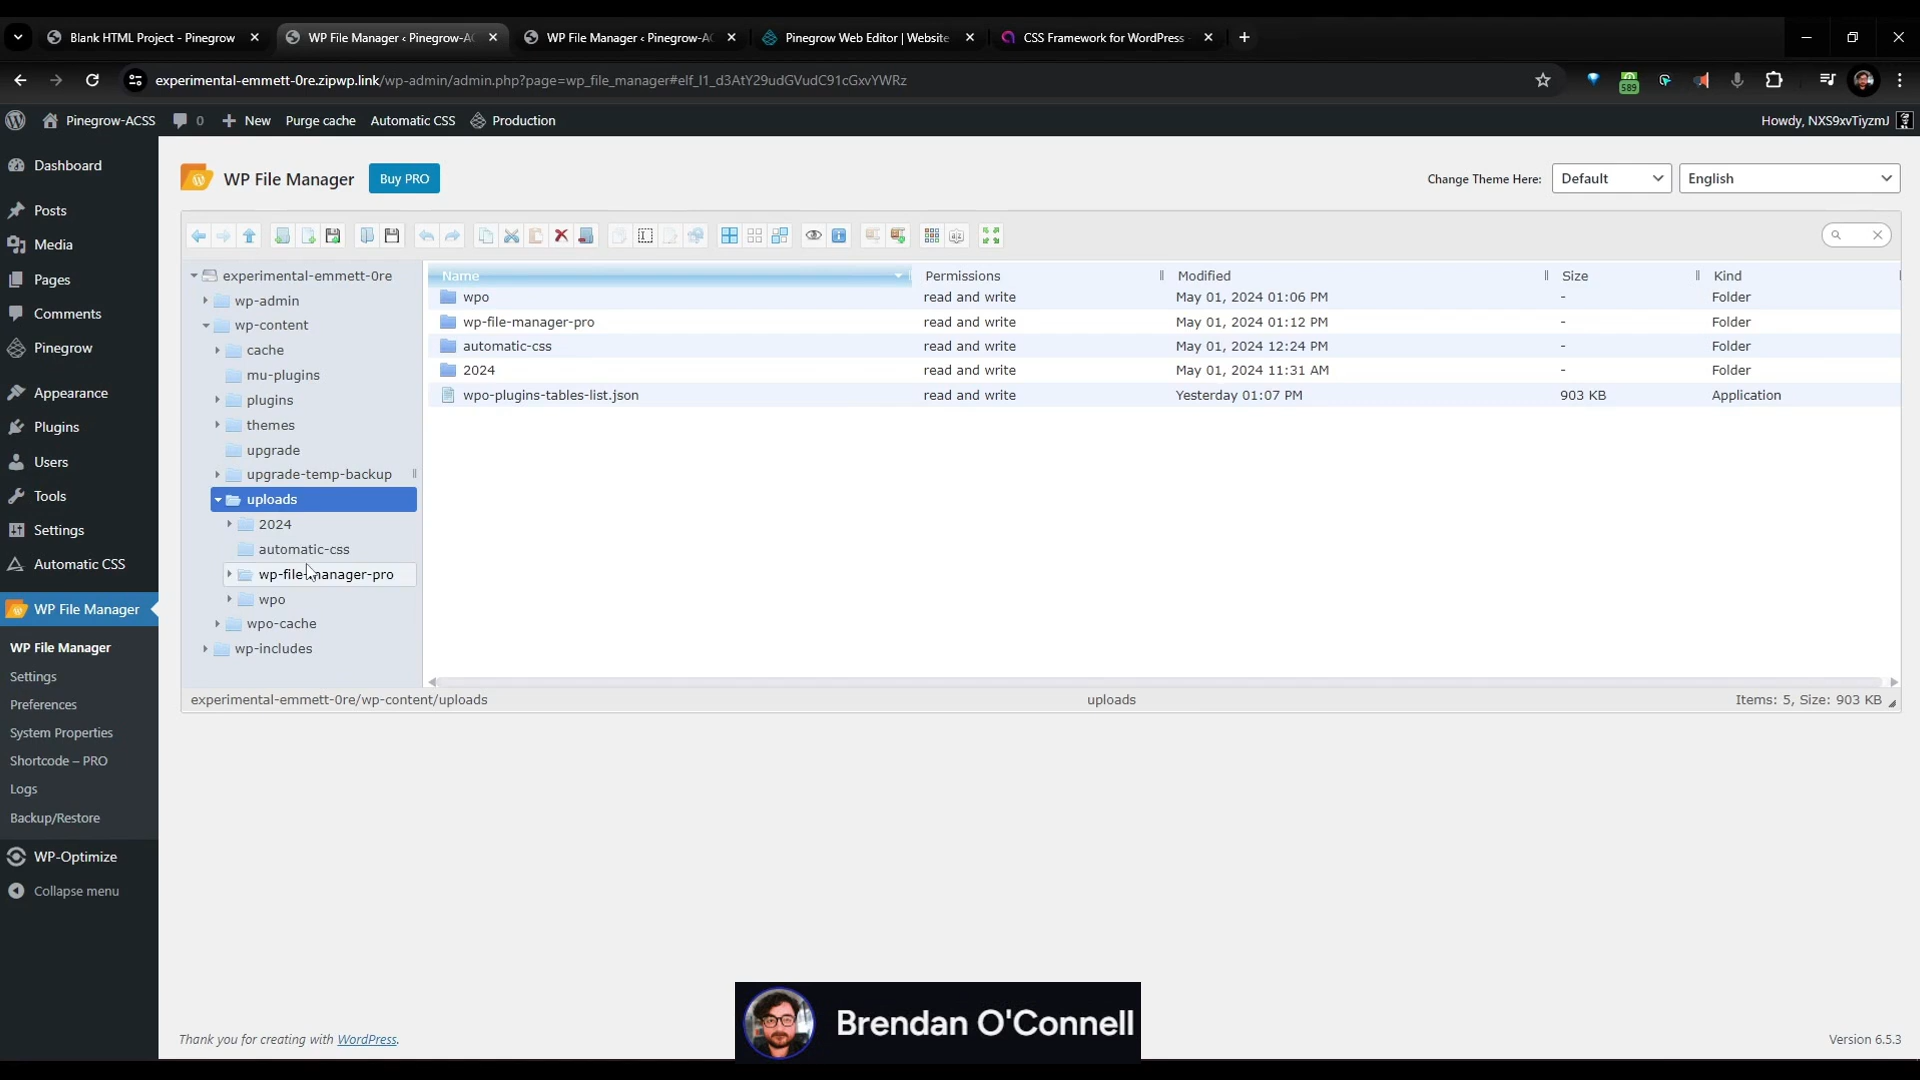 Blank HTML Project - Pinegrow
WP File Manager ‹ Pinegrow-AC
WP File Manager ‹ Pinegrow-AC
Pinegrow Web Editor | Website
CSS Framework for WordPress -
experimental-emmett-0re.zipwp.link/wp-admin/admin.php?page=wp_file_manager#elf_l1_d3AtY29udGVudC91cGxvYWRz
589
Pinegrow-ACSS
0
New
Purge cache
Automatic CSS
Production
Howdy, NXS9xvTiyzmJ
Dashboard
Posts
Media
Pages
Comments
Pinegrow
Appearance
Plugins
Users
Tools
Settings
Automatic CSS
WP File Manager
WP File Manager
Settings
Preferences
System Properties
Shortcode – PRO
Logs
Backup/Restore
WP-Optimize
Collapse menu
WP File Manager
Buy PRO
Change Theme Here:
Default
English
experimental-emmett-0re
wp-admin
wp-content
cache
mu-plugins
plugins
themes
upgrade
upgrade-temp-backup
uploads
2024
automatic-css
wp-file-manager-pro
wpo
wpo-cache
wp-includes
Name Permissions Modified Size Kind
wpo read and write May 01, 2024 01:06 PM - Folder
wp-file-manager-pro read and write May 01, 2024 01:12 PM - Folder
automatic-css read and write May 01, 2024 12:24 PM - Folder
2024 read and write May 01, 2024 11:31 AM - Folder
wpo-plugins-tables-list.json read and write Yesterday 01:07 PM 903 KB Application
experimental-emmett-0re/wp-content/uploads
uploads
Items: 5, Size: 903 KB
Brendan O'Connell
Thank you for creating with WordPress.
Version 6.5.3